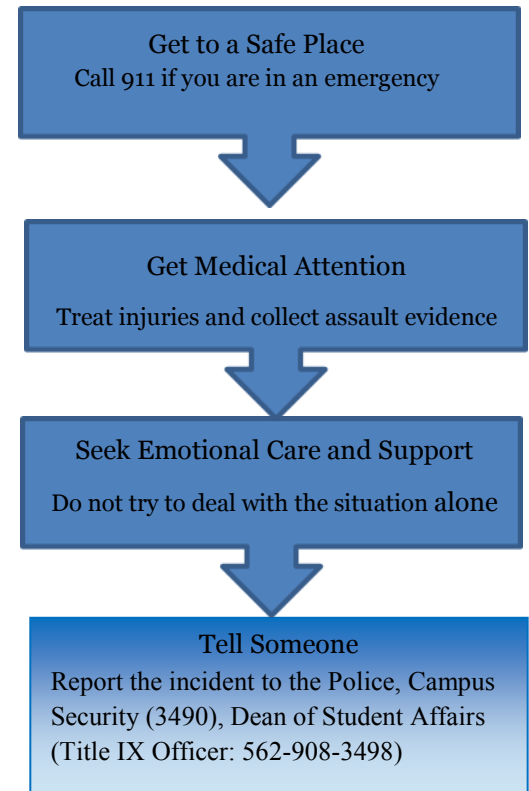 Get to a Safe Place
Call 911 if you are in an emergency
Get Medical Attention
Treat injuries and collect assault evidence
Seek Emotional Care and Support
Do not try to deal with the situation alone
Tell Someone
Report the incident to the Police, Campus
Security (3490), Dean of Student Affairs
(Title IX Officer: 562-908-3498)